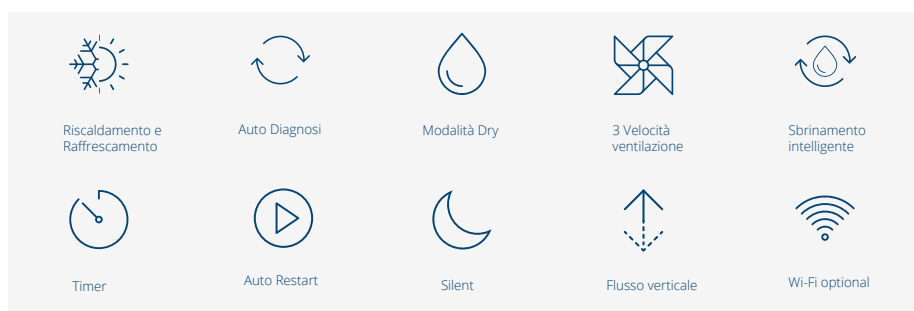 Riscaldamento e
Raffrescamento
Auto Diagnosi
Modalità Dry
3 Velocità
ventilazione
Sbrinamento
intelligente
Timer
Auto Restart
Silent
Flusso verticale
Wi-Fi optional